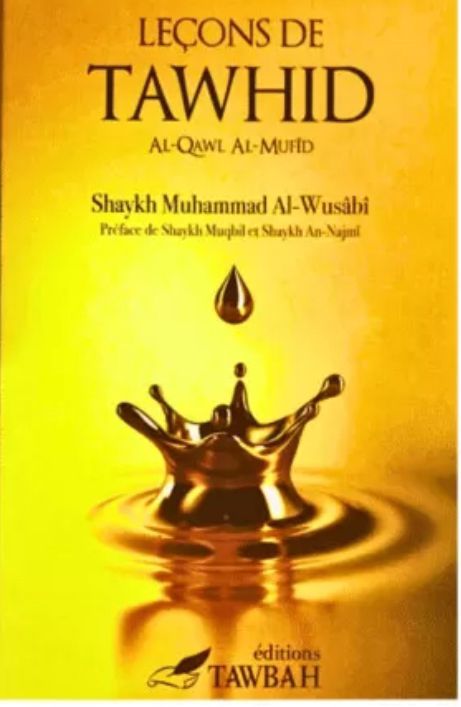 LEÇONS DE
TAWHID
AL-QAWL AL-MUFÎD
Shaykh Muhammad Al-Wusâbî
Préface de Shaykh Muqbil et Shaykh An-Najmî
éditions
TAWBAH